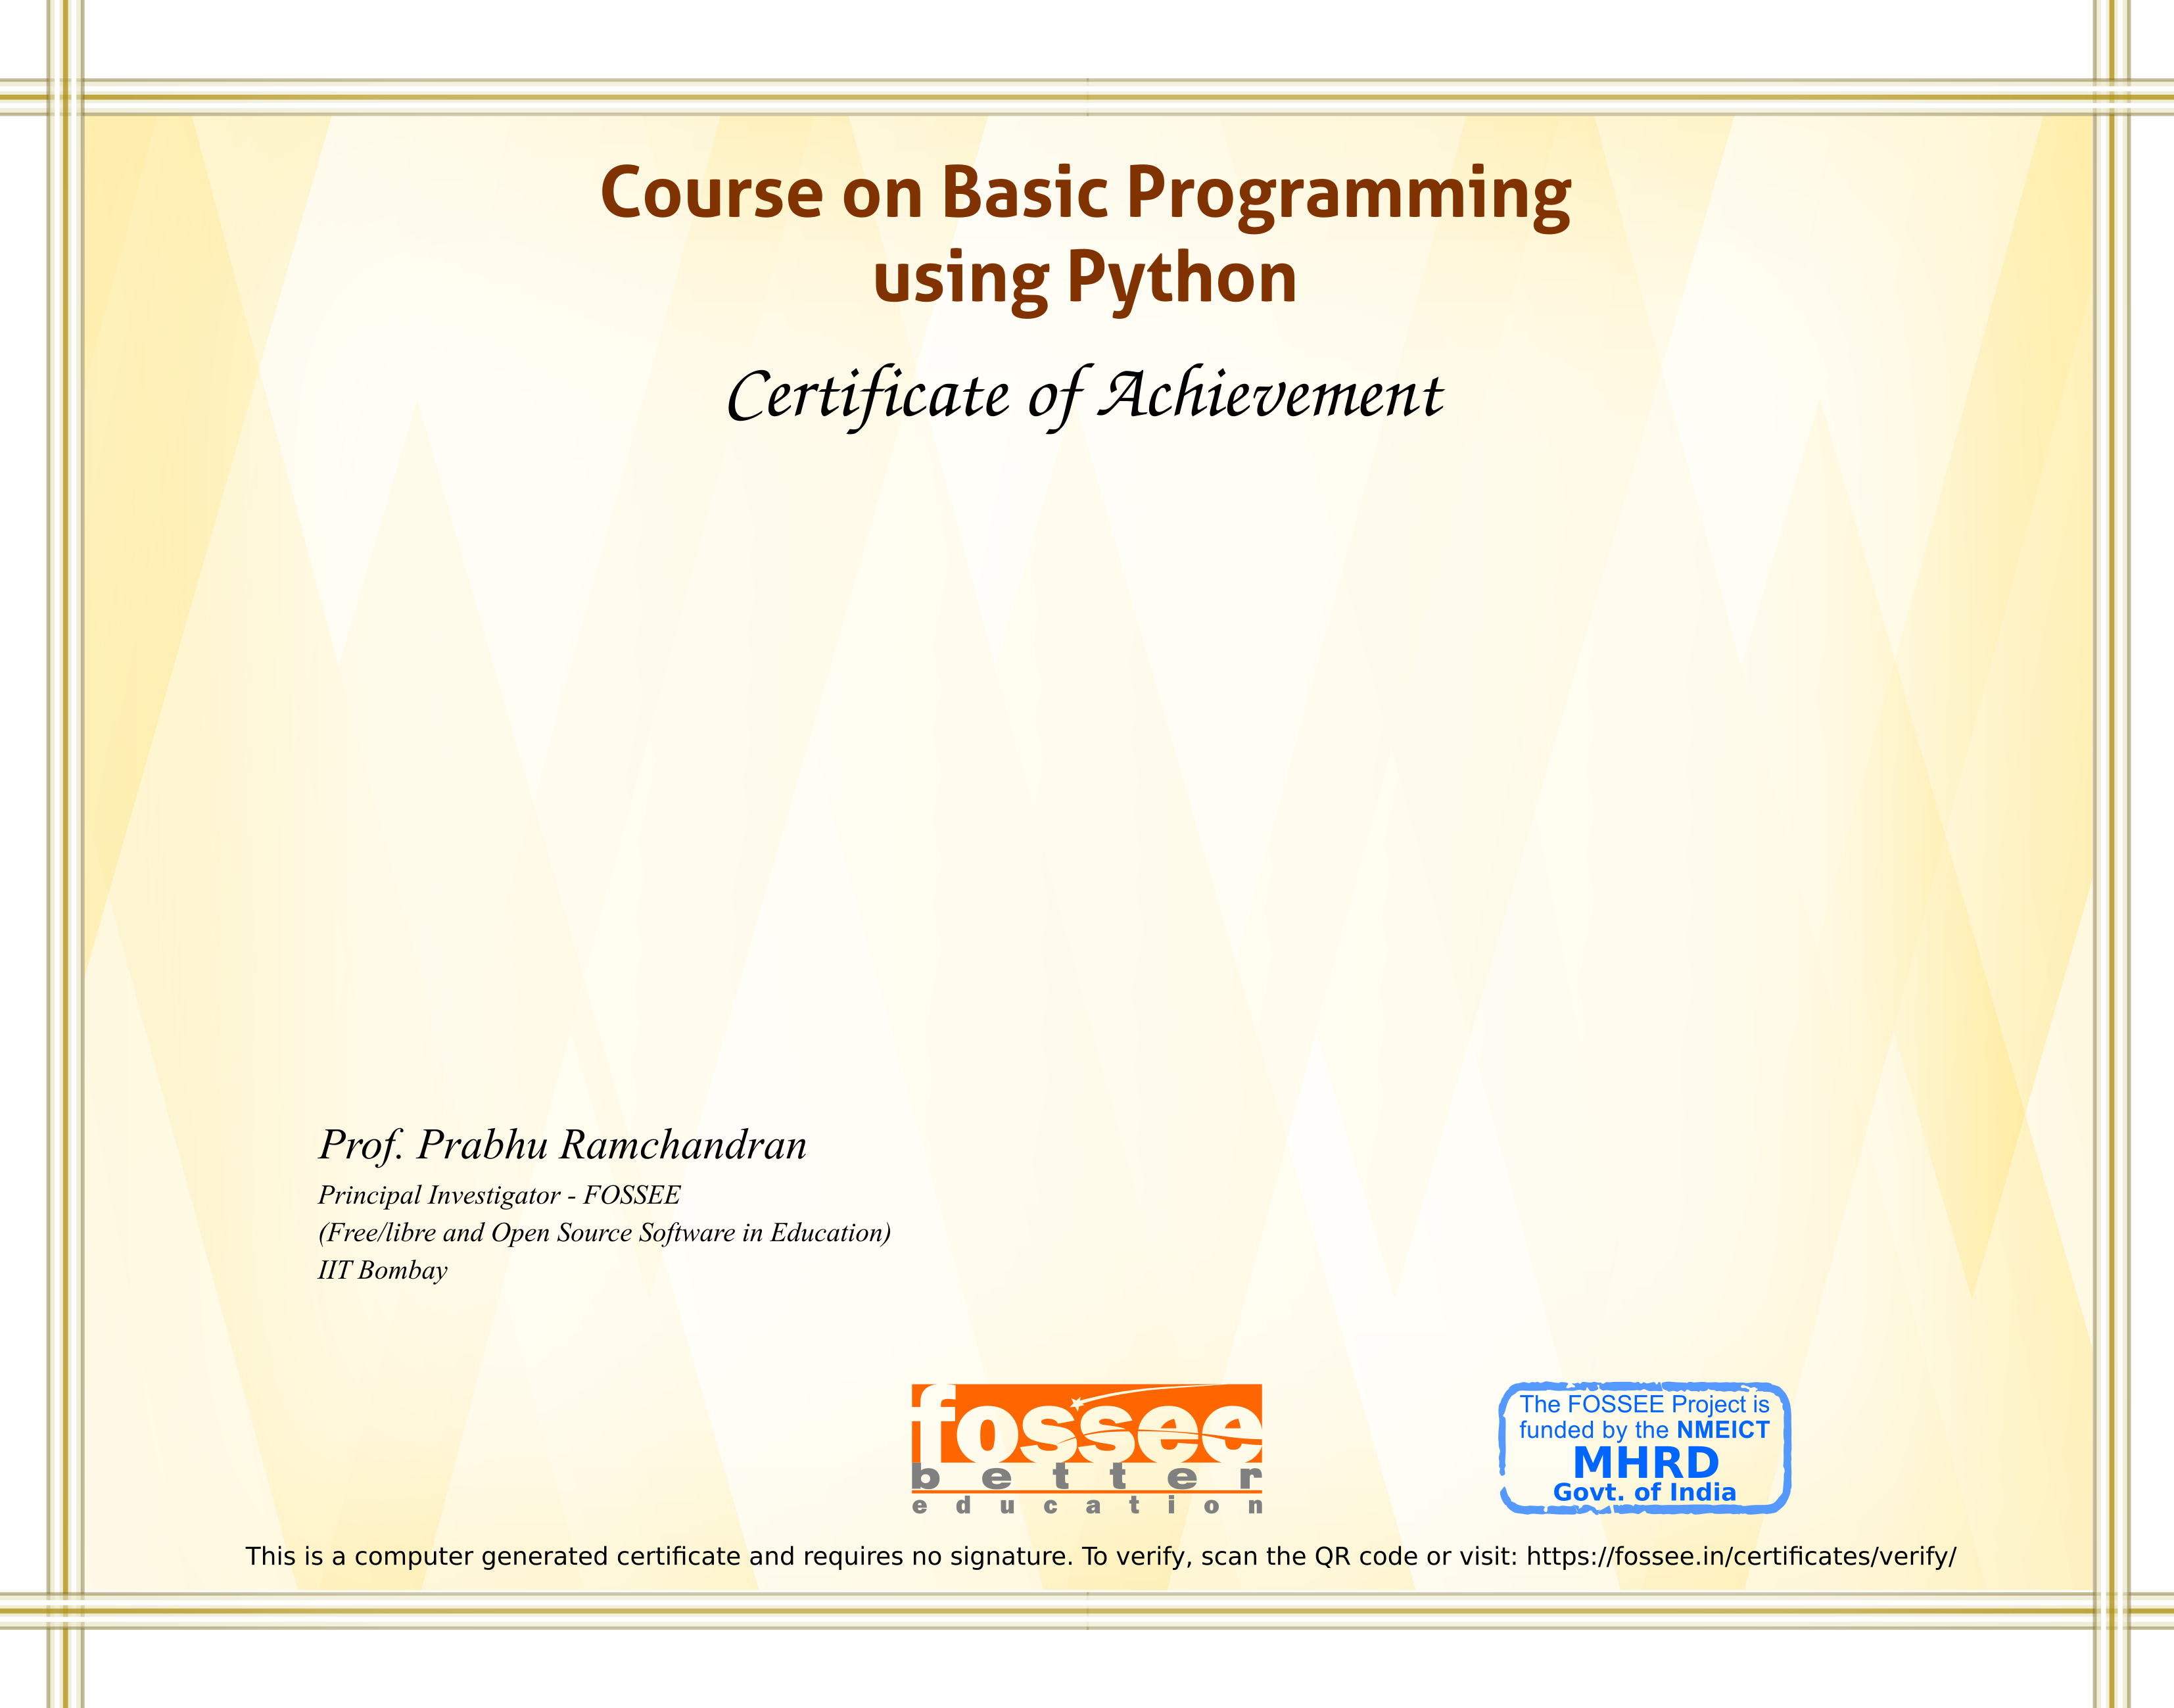 Course on Basic Programming
using Python
Certificate of Achievement
Prof. Prabhu Ramchandran
Principal Investigator - FOSSEE
(Free/libre and Open Source Software in Education)
IIT Bombay
fossee
better
education
The FOSSEE Project is
funded by the NMEICT
MHRD
Govt. of India
This is a computer generated certificate and requires no signature. To verify, scan the QR code or visit: https://fossee.in/certificates/verify/